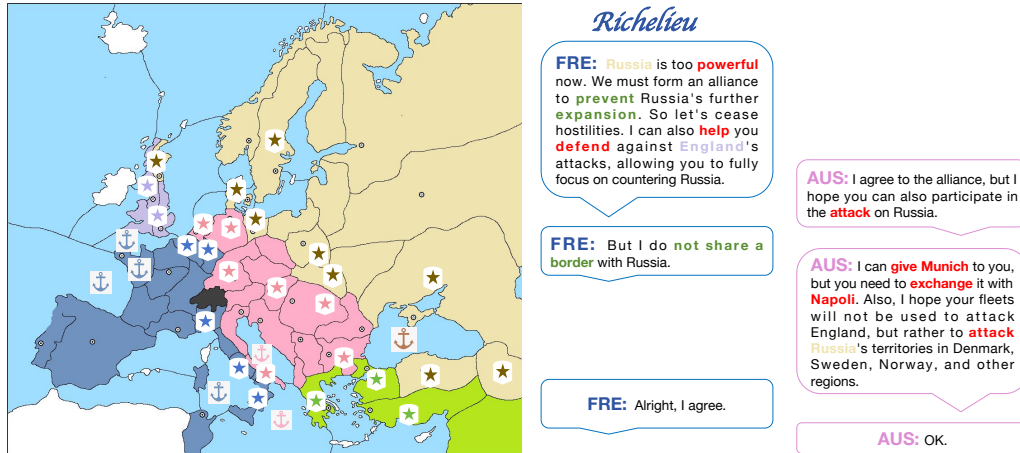 Richelieu
FRE: Russia is too powerful
now. We must form an alliance
to prevent Russia's further
expansion. So let's cease
hostilities. I can also help you
defend against England's
attacks, allowing you to fully
focus on countering Russia.
AUS: I agree to the alliance, but I
hope you can also participate in
the attack on Russia.
FRE: But I do not share a
border with Russia.
AUS: I can give Munich to you,
but you need to exchange it with
Napoli. Also, I hope your fleets
will not be used to attack
England, but rather to attack
Russia's territories in Denmark,
Sweden, Norway, and other
regions.
FRE: Alright, I agree.
AUS: OK.